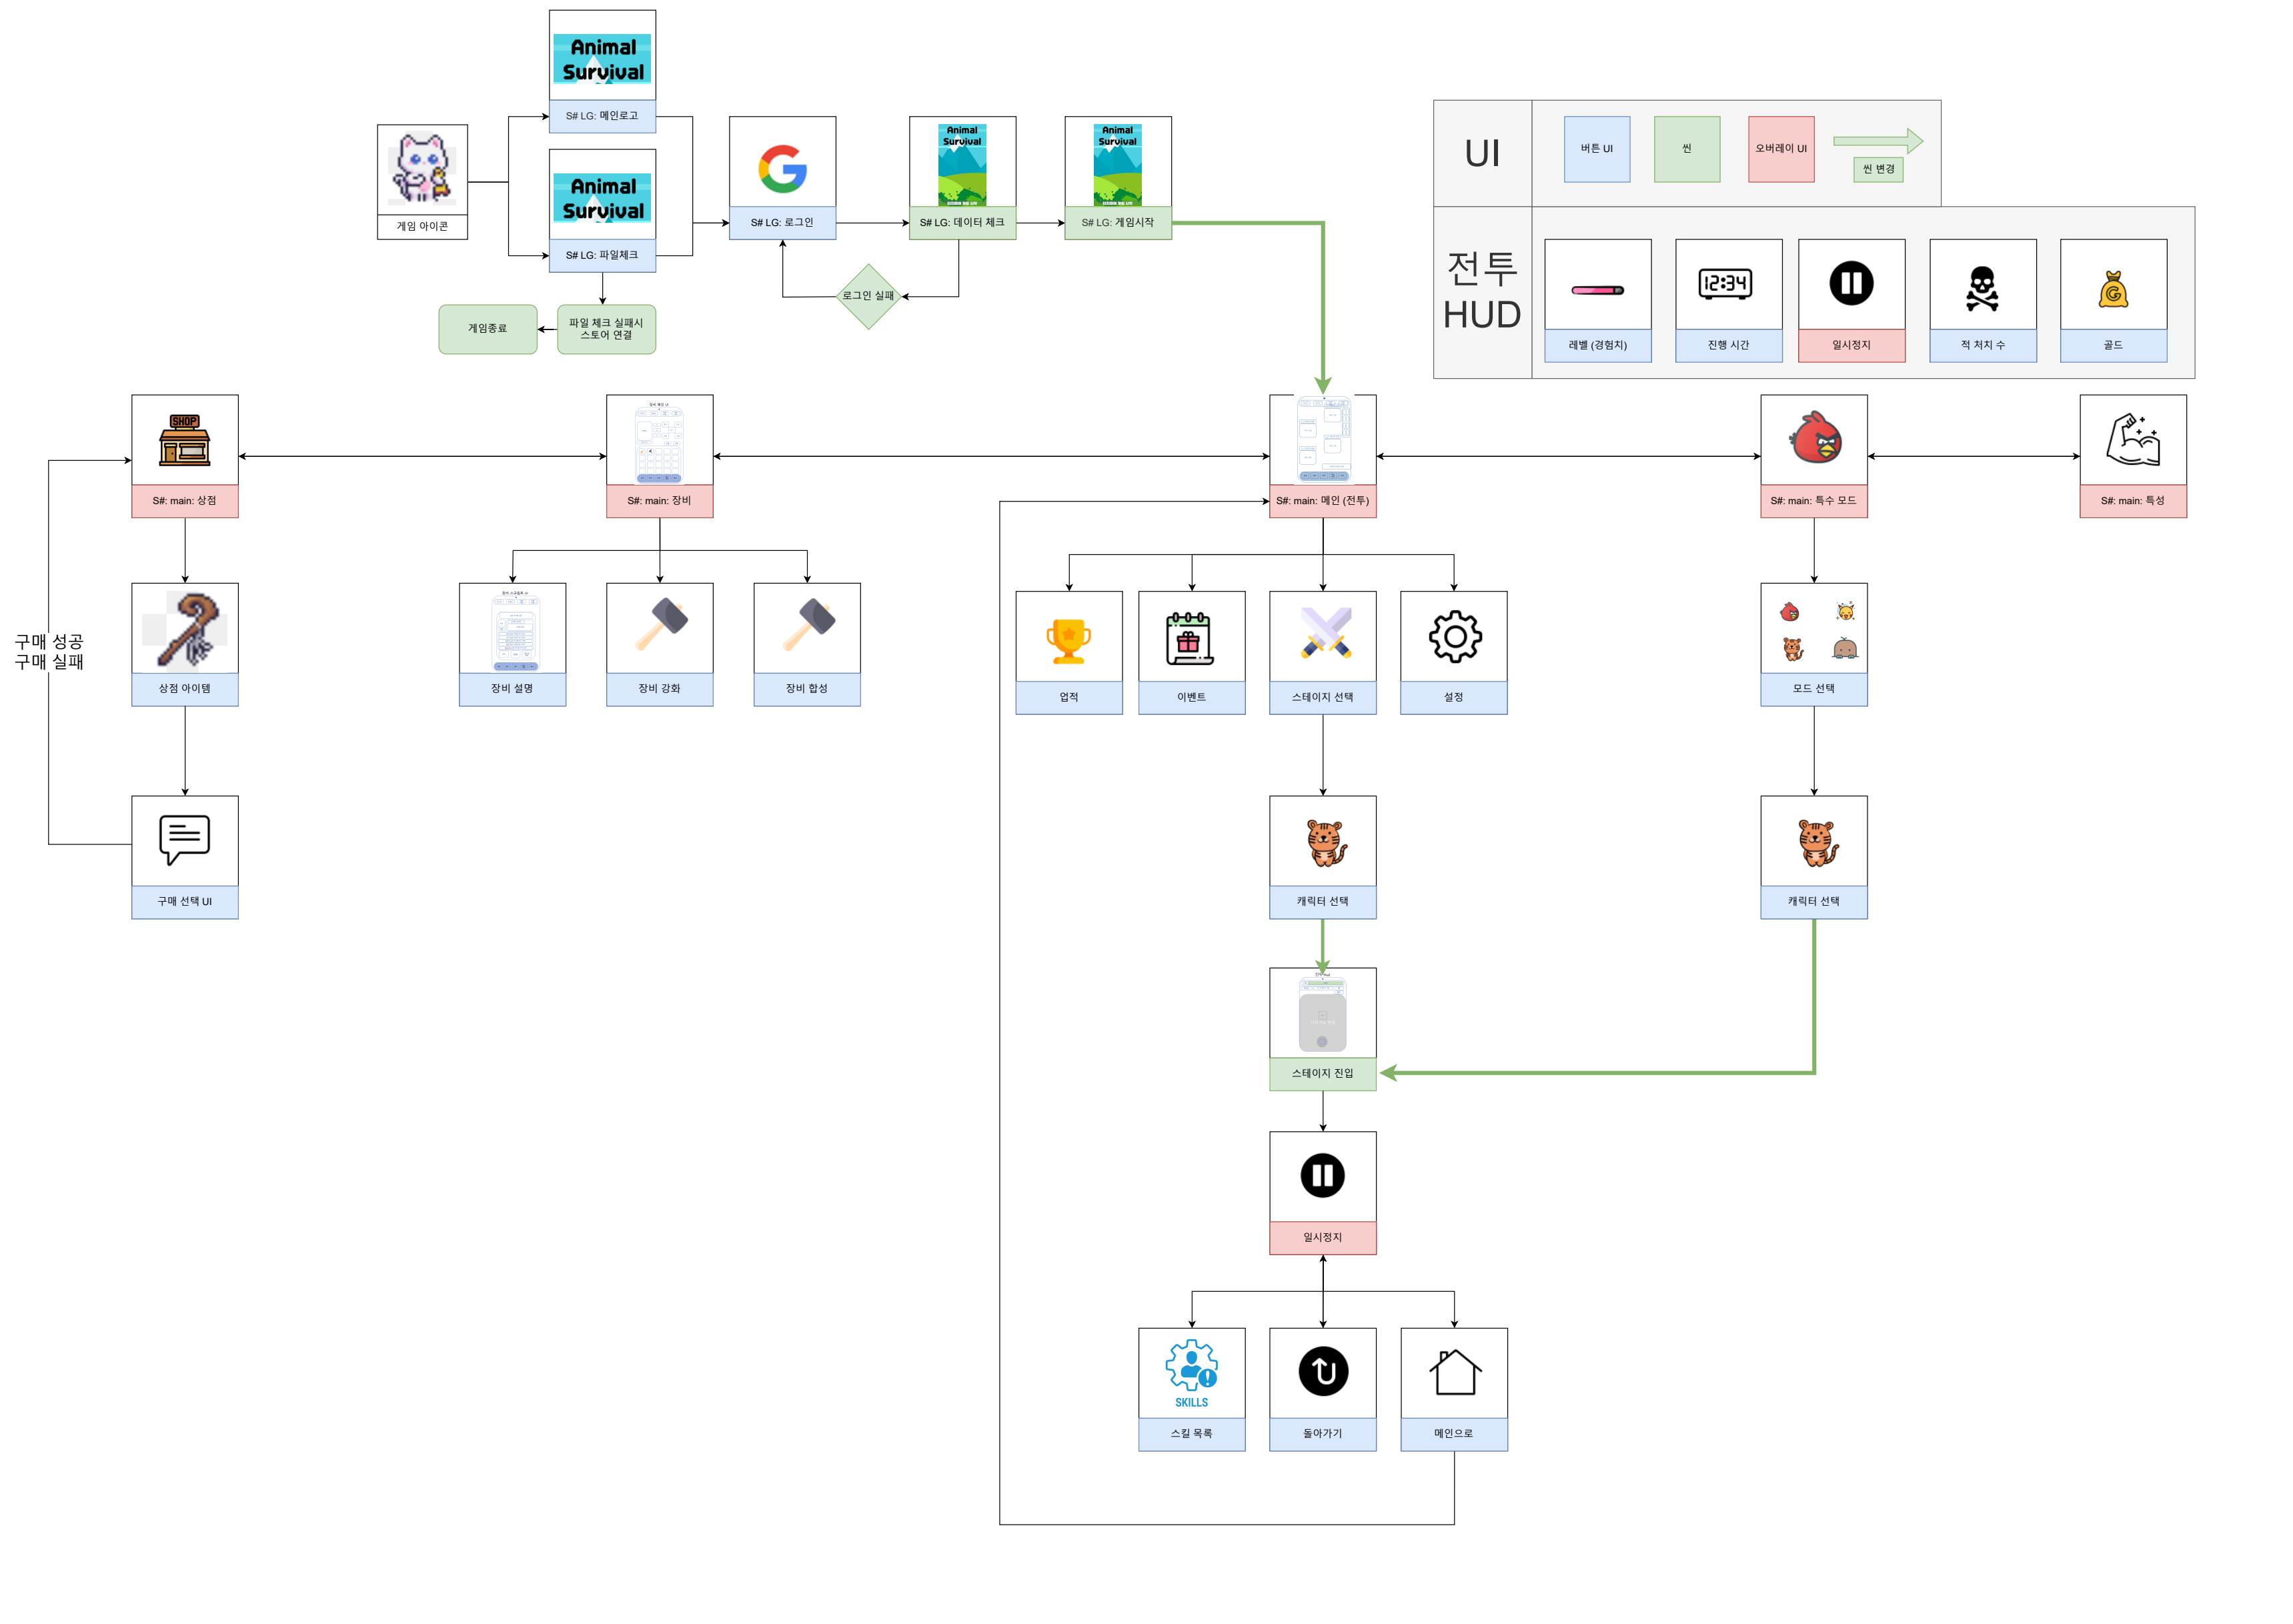 Animal
Survival
S# LG: 메인로고
게임 아이콘
Animal
Survival
S# LG: 파일체크
S# LG: 로그인
Animal
Survival
S# LG: 데이터 체크
Animal
Survival
S# LG: 게임시작
로그인 실패
게임종료
파일 체크 실패시
스토어 연결
UI
버튼 UI
씬
오버레이 UI
씬 변경
전투
HUD
레벨 (경험치)
12:34
진행 시간
일시정지
적 처치 수
G
골드
SHOP
S#: main: 상점
장비 메인 UI
S#: main: 장비
S#: main: 메인 (전투)
S#: main: 특수 모드
S#: main: 특성
구매 성공
구매 실패
상점 아이템
장비 설명
장비 강화
장비 합성
업적
이벤트
스테이지 선택
설정
모드 선택
구매 선택 UI
캐릭터 선택
캐릭터 선택
스테이지 진입
일시정지
SKILLS
스킬 목록
돌아가기
메인으로